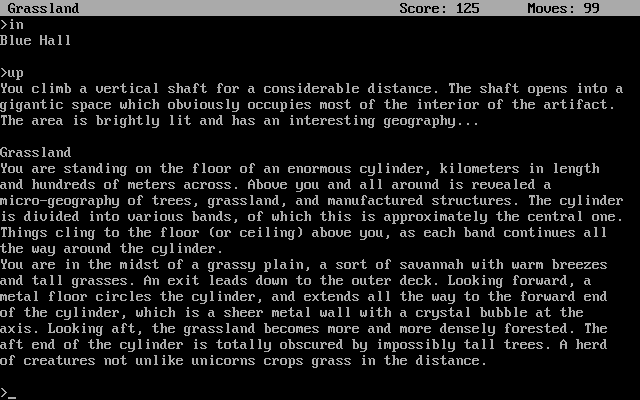 Grassland Score: 125 Moves: 99
>in
Blue Hall
>up
You climb a vertical shaft for a considerable distance. The shaft opens into a
gigantic space which obviously occupies most of the interior of the artifact.
The area is brightly lit and has an interesting geography...
Grassland
You are standing on the floor of an enormous cylinder, kilometers in length
and hundreds of meters across. Above you and all around is revealed a
micro-geography of trees, grassland, and manufactured structures. The cylinder
is divided into various bands, of which this is approximately the central one.
Things cling to the floor (or ceiling) above you, as each band continues all
the way around the cylinder.
You are in the midst of a grassy plain, a sort of savannah with warm breezes
and tall grasses. An exit leads down to the outer deck. Looking forward, a
metal floor circles the cylinder, and extends all the way to the forward end
of the cylinder, which is a sheer metal wall with a crystal bubble at the
axis. Looking aft, the grassland becomes more and more densely forested. The
aft end of the cylinder is totally obscured by impossibly tall trees. A herd
of creatures not unlike unicorns crops grass in the distance.
>_